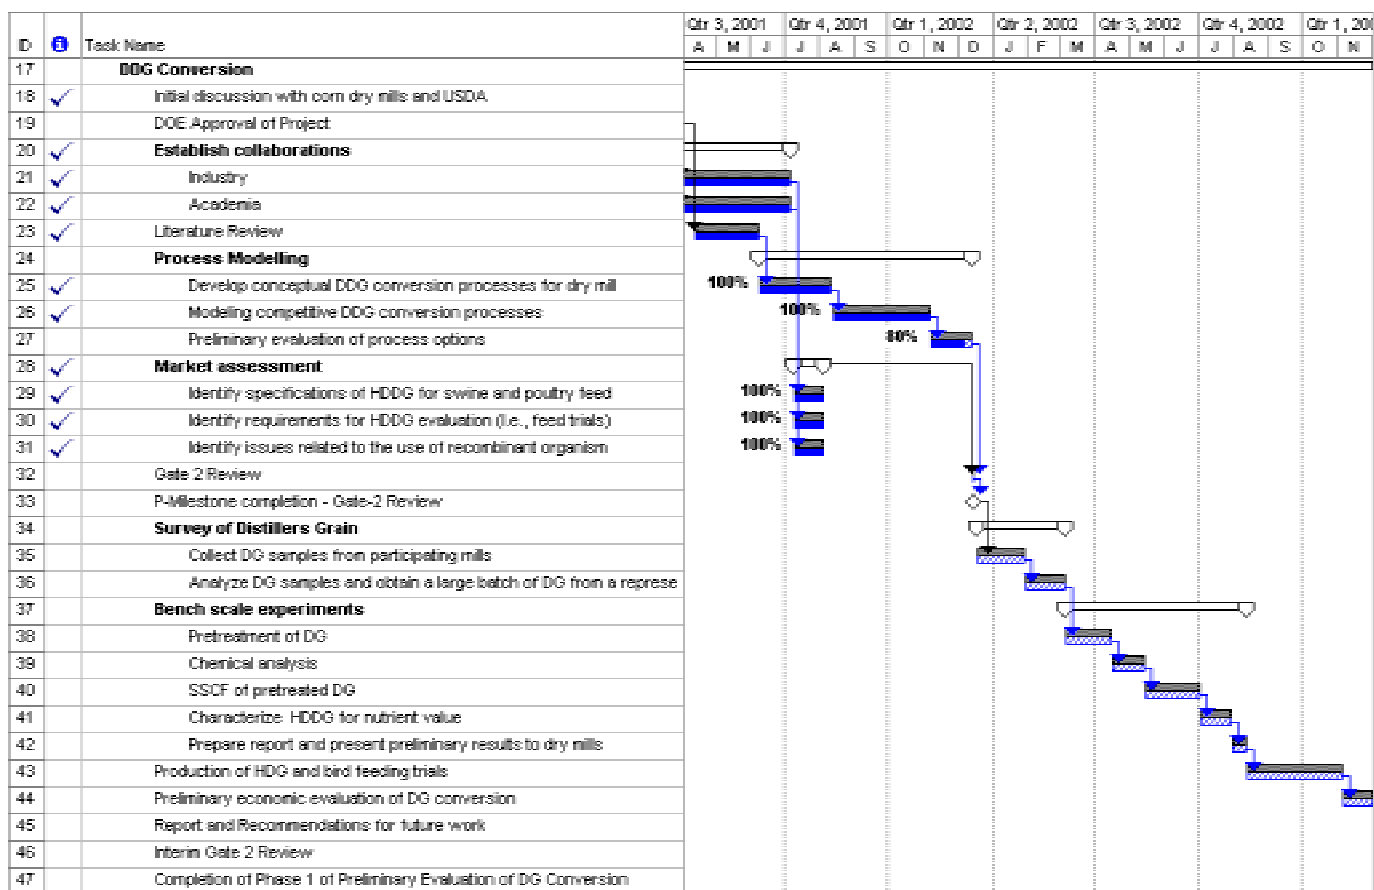 Qtr 3, 2001 Qtr 4, 2001 Qtr 1, 2002 Qtr 2, 2002 Qtr 3, 2002 Qtr 4, 2002 Qtr 1, 200
ID Task Name A M J J A S O N D J F M A M J J A S O N
17 DDG Conversion
18 Initial discussion with corn dry mills and USDA
19 DOE Approval of Project
20 Establish collaborations
21 Industry
22 Academia
23 Literature Review
24 Process Modelling
25 Develop conceptual DDG conversion processes for dry mill 100%
26 Modeling competitive DDG conversion processes 100%
27 Preliminary evaluation of process options 80%
28 Market assessment
29 Identify specifications of HDDG for swine and poultry feed 100%
30 Identify requirements for HDDG evaluation (i.e., feed trials) 100%
31 Identify issues related to the use of recombinant organism 100%
32 Gate 2 Review
33 P-Milestone completion - Gate-2 Review
34 Survey of Distillers Grain
35 Collect DG samples from participating mills
36 Analyze DG samples and obtain a large batch of DG from a represe
37 Bench scale experiments
38 Pretreatment of DG
39 Chemical analysis
40 SSCF of pretreated DG
41 Characterize HDDG for nutrient value
42 Prepare report and present preliminary results to dry mills
43 Production of HDG and bird feeding trials
44 Preliminary economic evaluation of DG conversion
45 Report and Recommendations for future work
46 Interim Gate 2 Review
47 Completion of Phase 1 of Preliminary Evaluation of DG Conversion